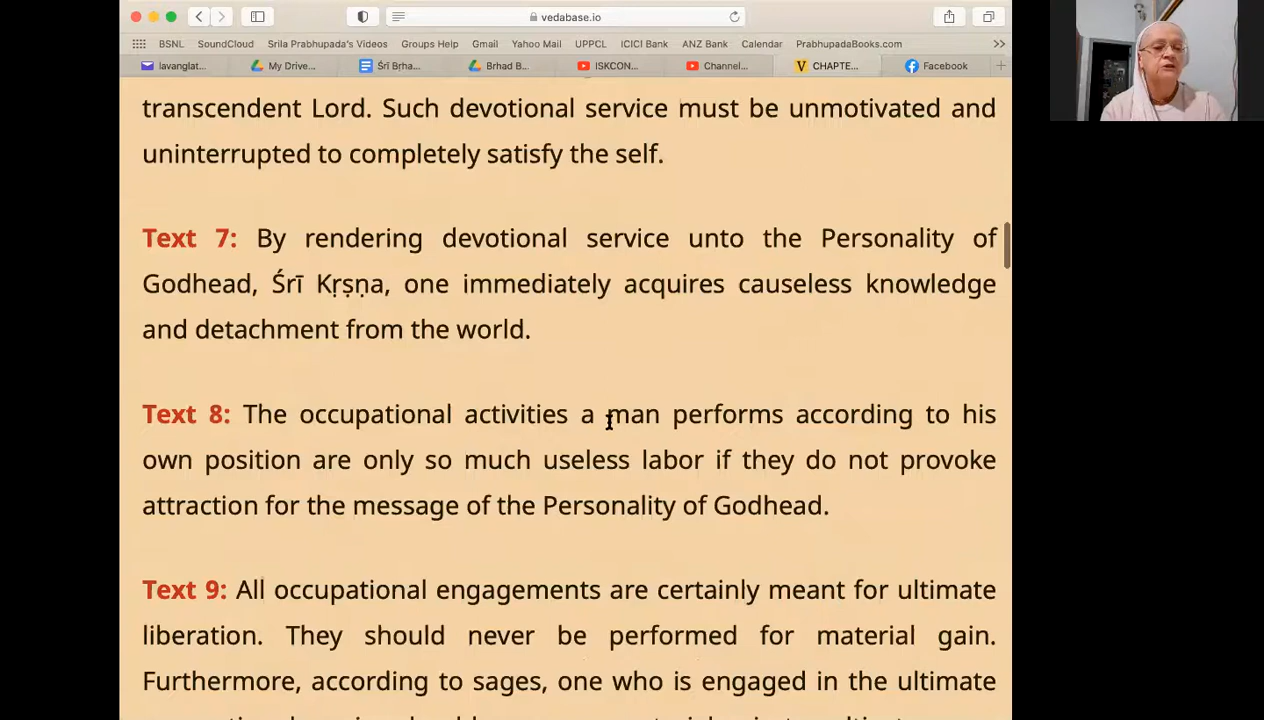 vedabase.io
BSNL SoundCloud Srila Prabhupada's Videos Groups Help Gmail Yahoo Mail UPPCL ICICI Bank ANZ Bank Calendar PrabhupadaBooks.com
lavanglat... My Drive... Śrī Bṛha... Brhad B... ISKCON... Channel... CHAPTE... Facebook
transcendent Lord. Such devotional service must be unmotivated and
uninterrupted to completely satisfy the self.
Text 7: By rendering devotional service unto the Personality of
Godhead, Śrī Kṛṣṇa, one immediately acquires causeless knowledge
and detachment from the world.
Text 8: The occupational activities a man performs according to his
own position are only so much useless labor if they do not provoke
attraction for the message of the Personality of Godhead.
Text 9: All occupational engagements are certainly meant for ultimate
liberation. They should never be performed for material gain.
Furthermore, according to sages, one who is engaged in the ultimate